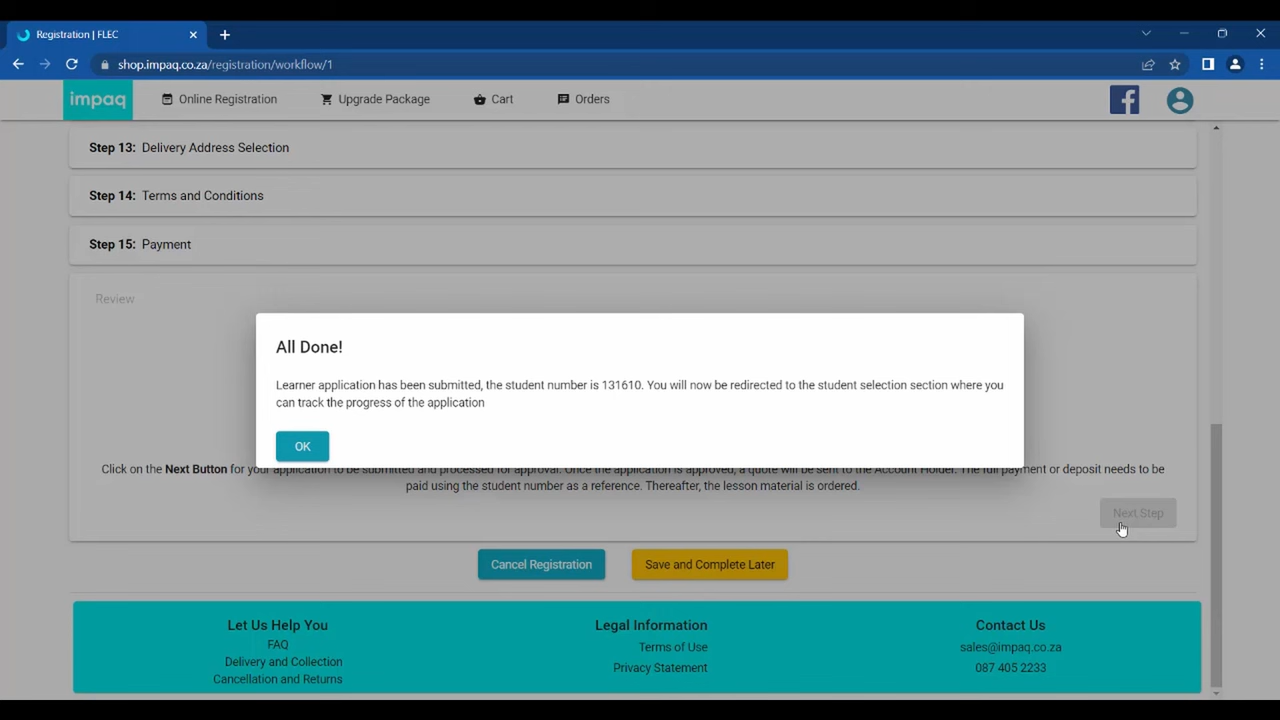 Registration | FLEC
shop.impaq.co.za/registration/workflow/1
impaq
Online Registration
Upgrade Package
Cart
Orders
Step 13: Delivery Address Selection
Step 14: Terms and Conditions
Step 15: Payment
Review
All Done!
Learner application has been submitted, the student number is 131610. You will now be redirected to the student selection section where you
can track the progress of the application
OK
Click on the Next Button for your application to be submitted and processed for approval. Once the application is approved, a quote will be sent to the Account Holder. The full payment or deposit needs to be
paid using the student number as a reference. Thereafter, the lesson material is ordered.
Next Step
Cancel Registration
Save and Complete Later
Let Us Help You
FAQ
Delivery and Collection
Cancellation and Returns
Legal Information
Terms of Use
Privacy Statement
Contact Us
sales@impaq.co.za
087 405 2233